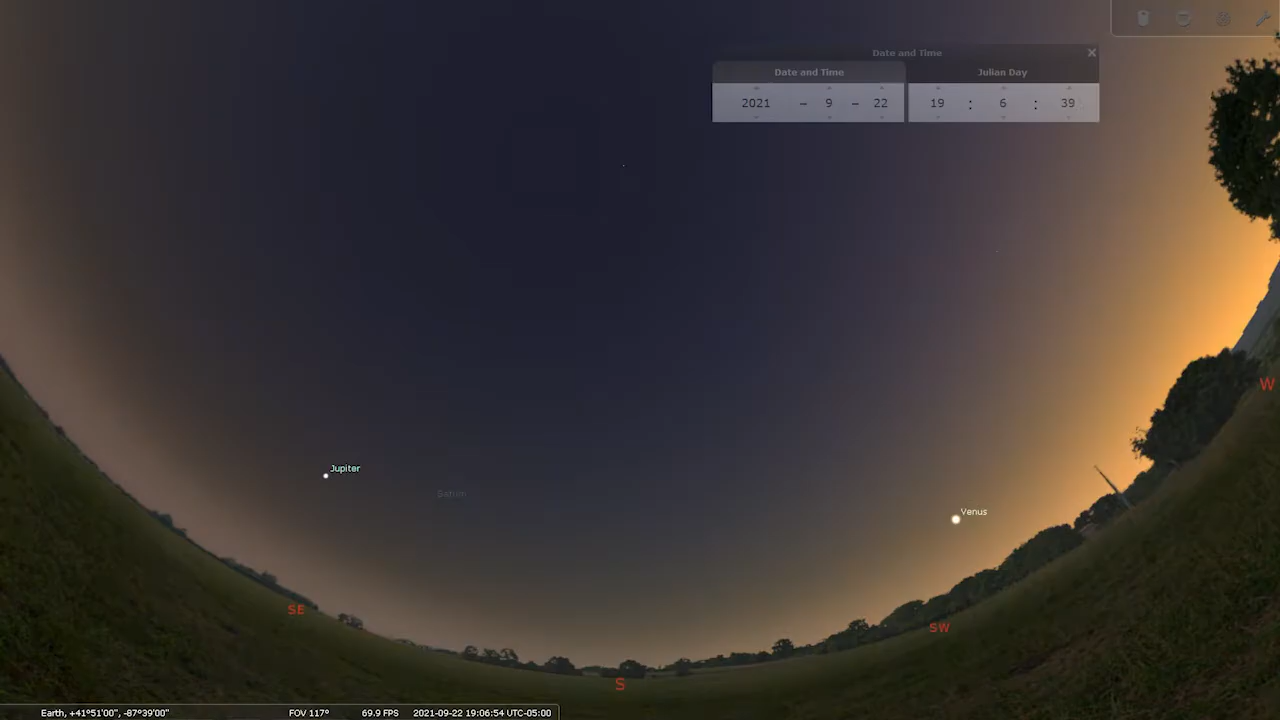 Date and Time
Date and Time Julian Day
2021 – 9 – 22 19 : 6 : 39
W
Jupiter
Saturn
Venus
SE
SW
S
Earth, +41°51'00", -87°39'00" FOV 117° 69.9 FPS 2021-09-22 19:06:54 UTC-05:00